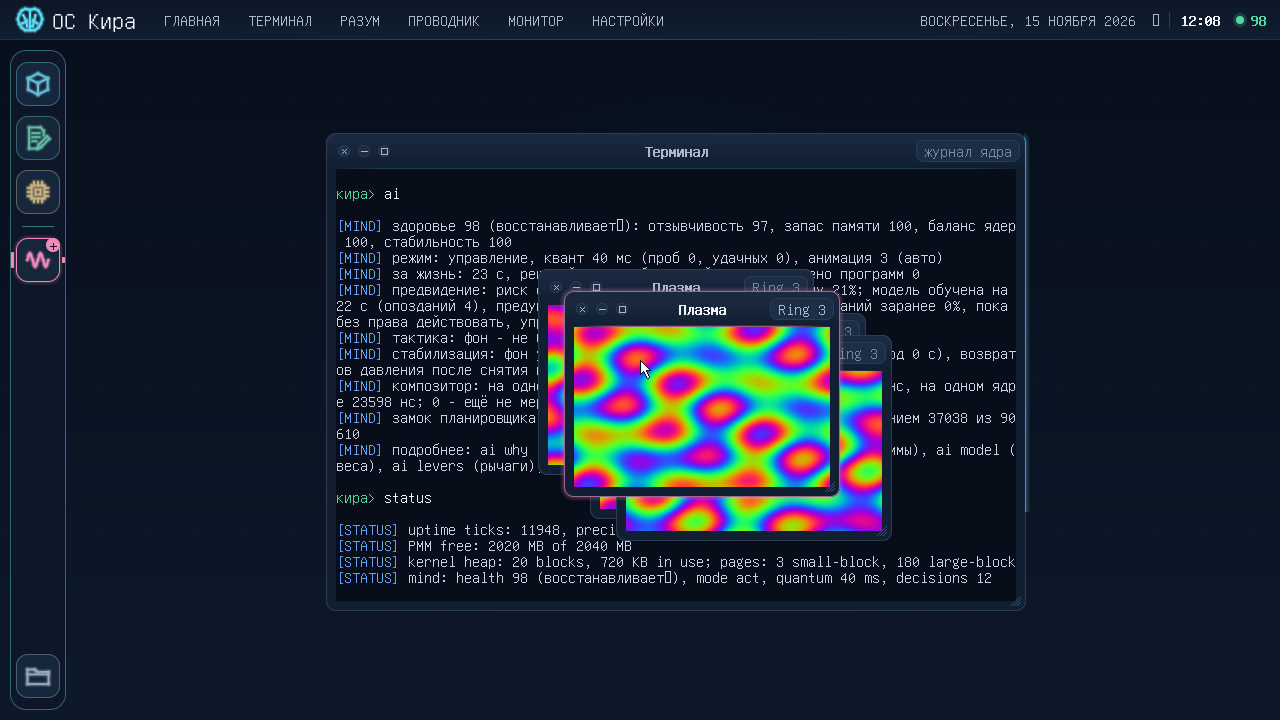 ОС Кира
ГЛАВНАЯ
ТЕРМИНАЛ
РАЗУМ
ПРОВОДНИК
МОНИТОР
НАСТРОЙКИ
ВОСКРЕСЕНЬЕ, 15 НОЯБРЯ 2026
12:08
98
Терминал
журнал ядра
кира> ai
[MIND] здоровье 98 (восстанавливает▯): отзывчивость 97, запас памяти 100, баланс ядер
100, стабильность 100
[MIND] режим: управление, квант 40 мс (проб 0, удачных 0), анимация 3 (авто)
[MIND] за жизнь: 23 с, программ 0
[MIND] предвидение: риск 21%; модель обучена на
22 с (опозданий 4), заранее 0%, пока
без права действовать,
[MIND] тактика: фон - не
[MIND] стабилизация: фон 0 с), возврат
ов давления после снятия
[MIND] композитор: на нс, на одном ядр
е 23598 нс; 0 - ещё не
[MIND] замок планировщика 37038 из 90
610
[MIND] подробнее: ai why ai model (
веса), ai levers (рычаги)
кира> status
[STATUS] uptime ticks: 11948,
[STATUS] PMM free: 2020 MB of 2040 MB
[STATUS] kernel heap: 20 blocks, 720 KB in use; pages: 3 small-block, 180 large-block
[STATUS] mind: health 98 (восстанавливает▯), mode act, quantum 40 ms, decisions 12
Плазма
Ring 3
Плазма
Ring 3
3
ing 3